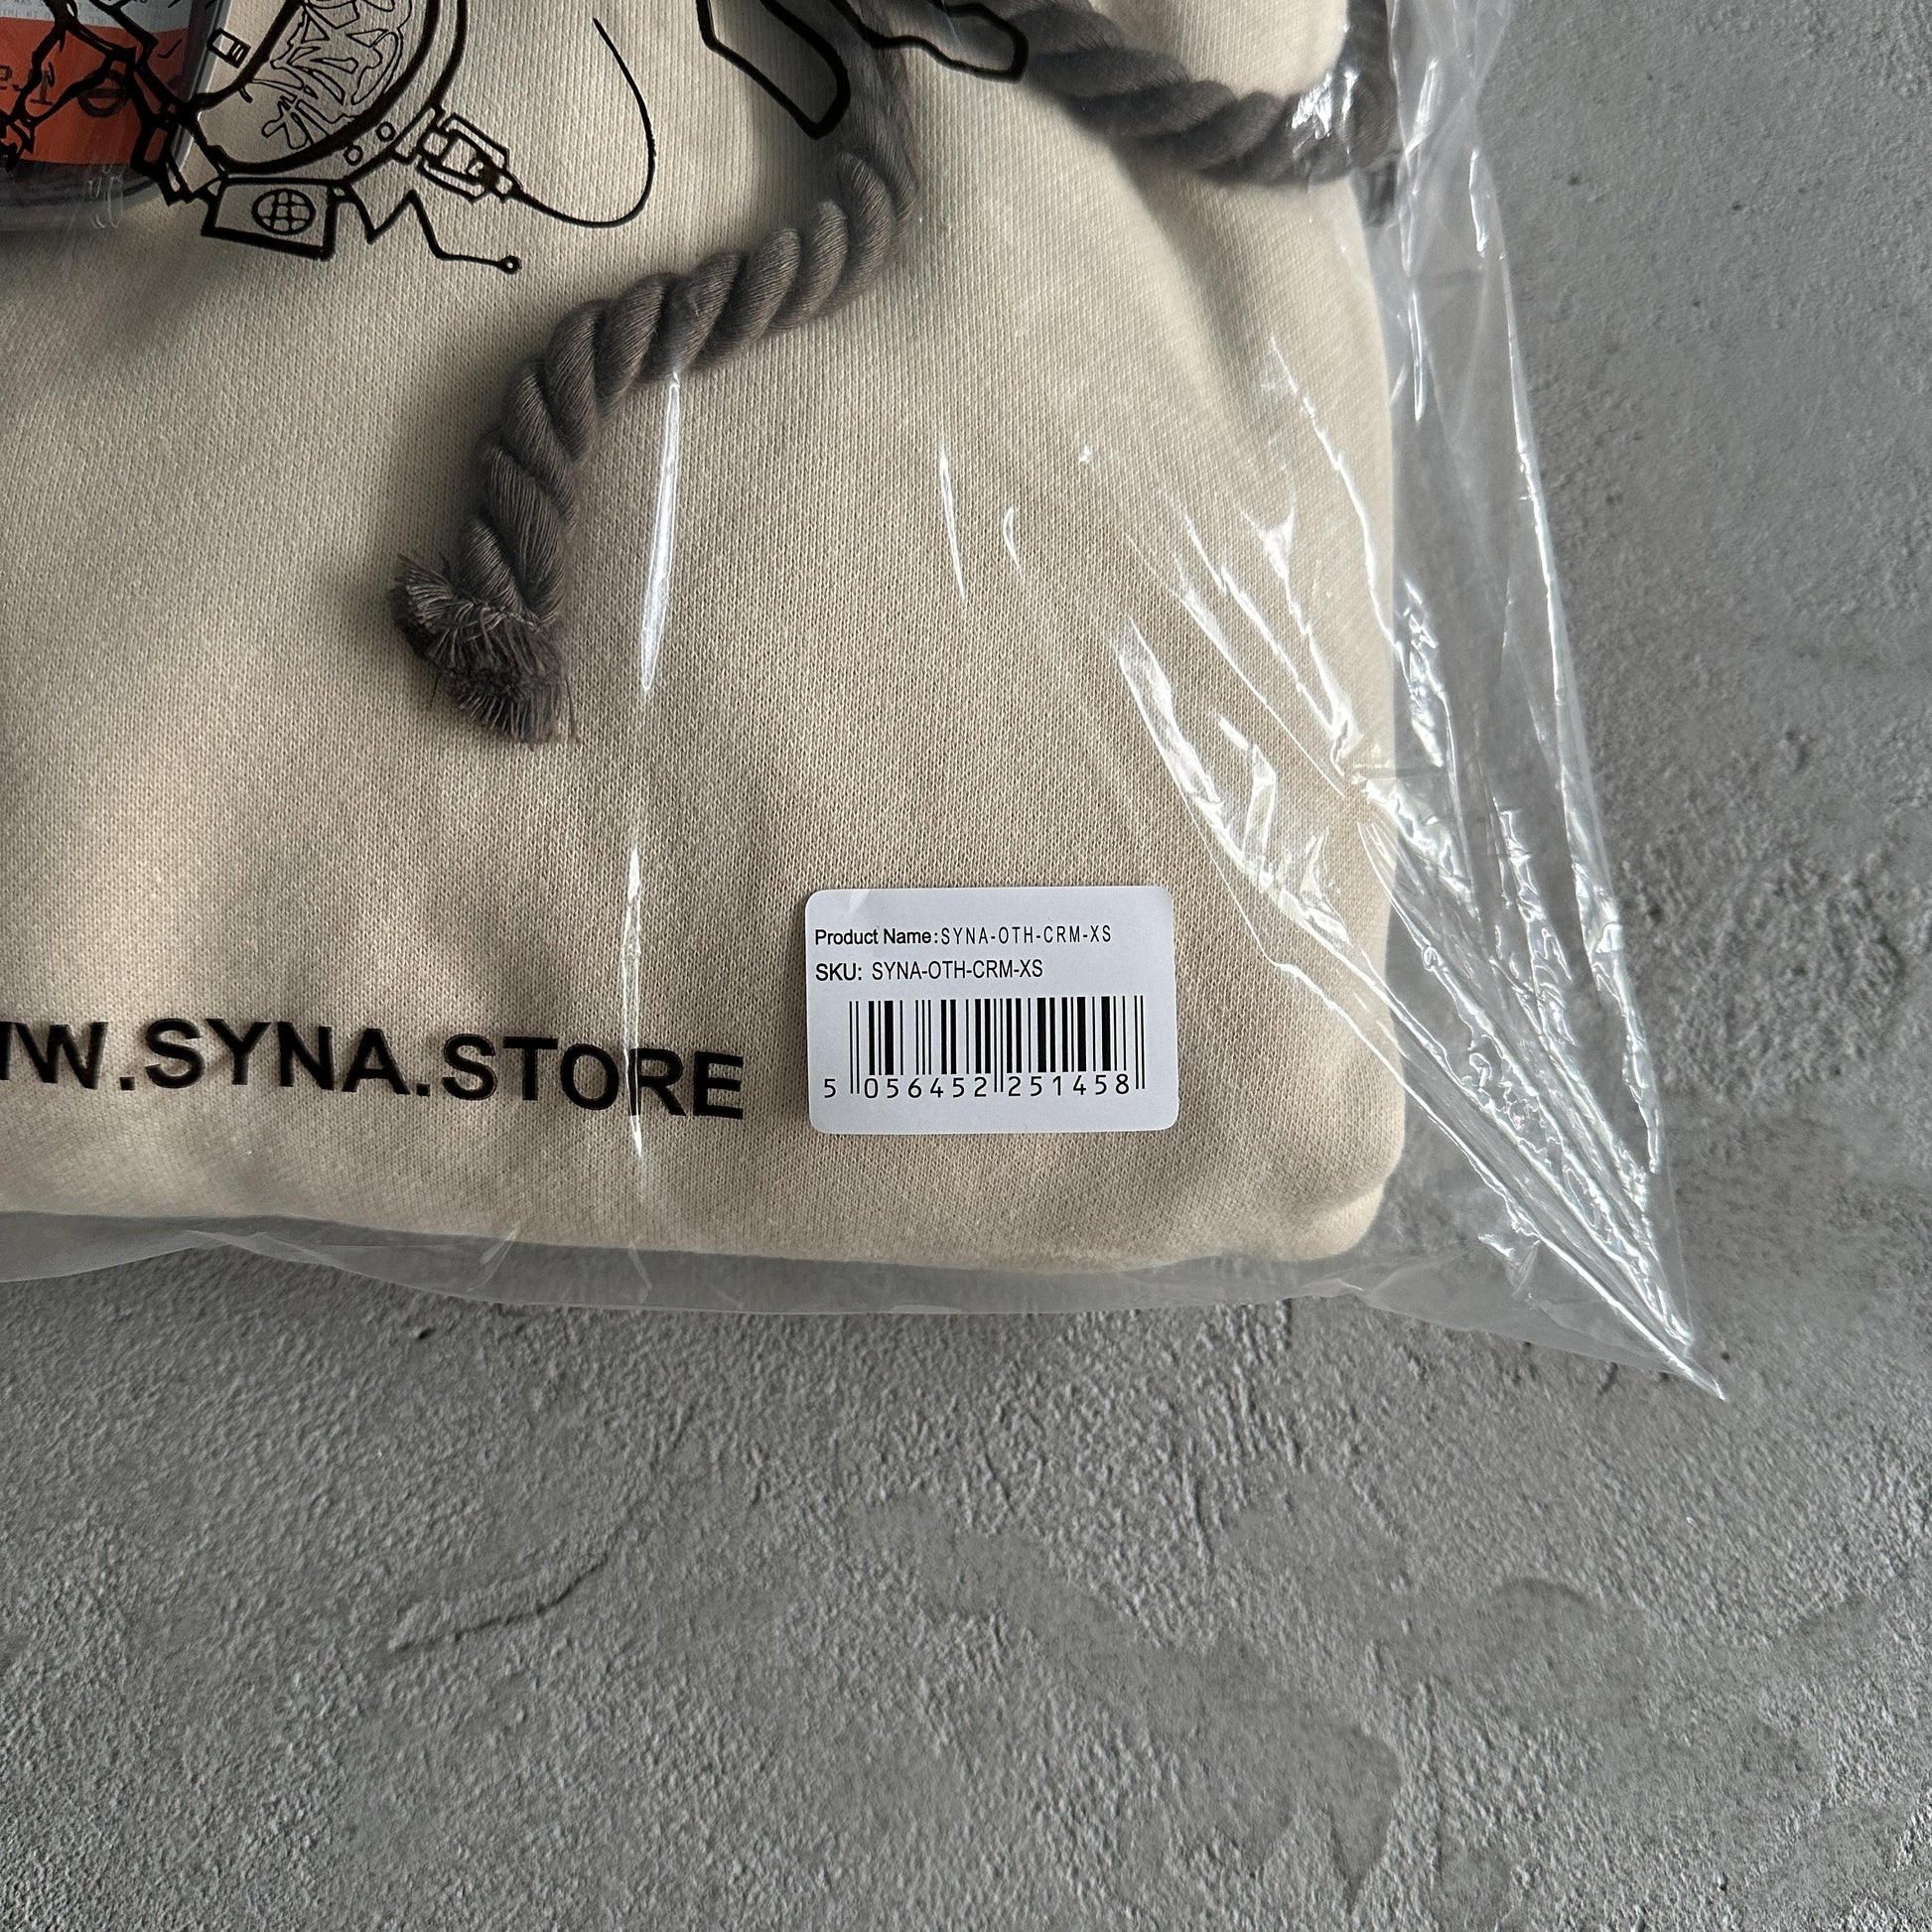 Product Name:SYNA-OTH-CRM-XS
SKU: SYNA-OTH-CRM-XS
W.SYNA.STORE
5 056452 251458